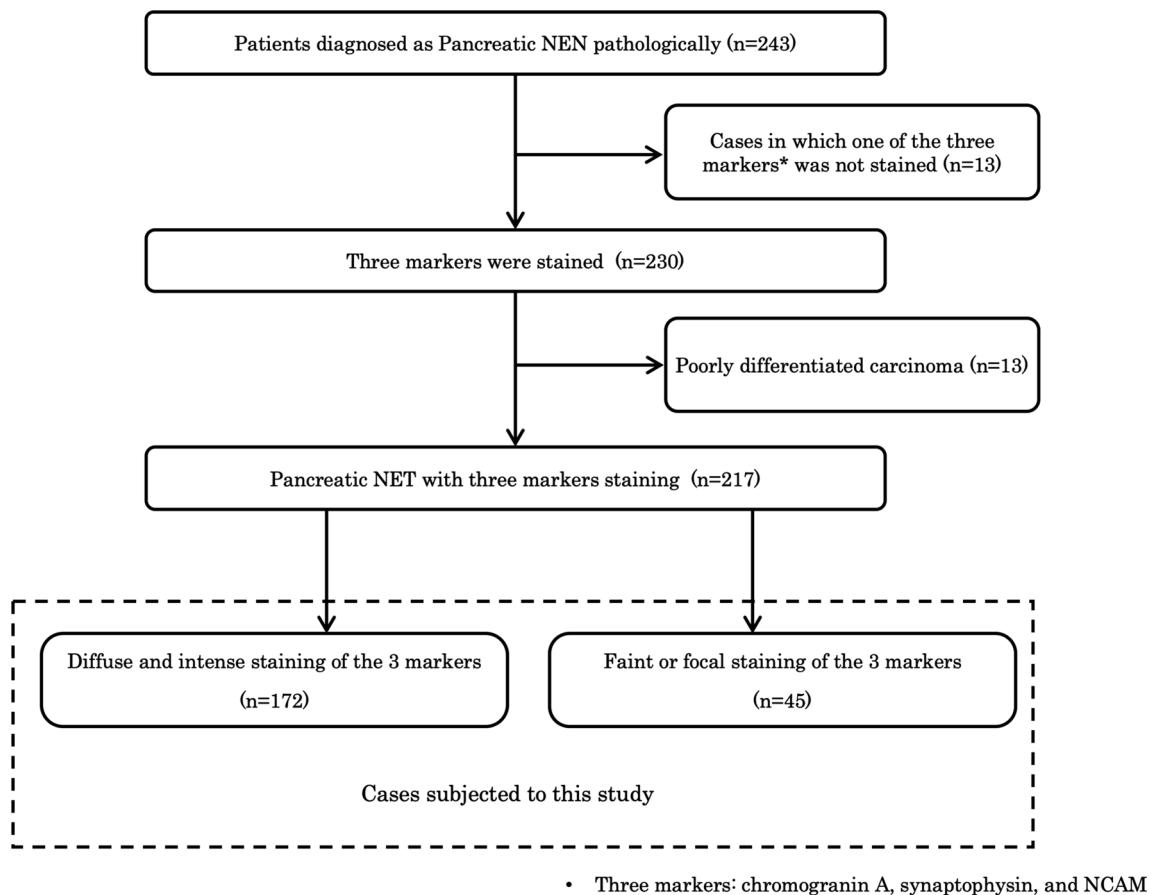 Patients diagnosed as Pancreatic NEN pathologically (n=243)
Cases in which one of the three
markers* was not stained (n=13)
Three markers were stained (n=230)
Poorly differentiated carcinoma (n=13)
Pancreatic NET with three markers staining (n=217)
Diffuse and intense staining of the 3 markers
(n=172)
Faint or focal staining of the 3 markers
(n=45)
Cases subjected to this study
• Three markers: chromogranin A, synaptophysin, and NCAM